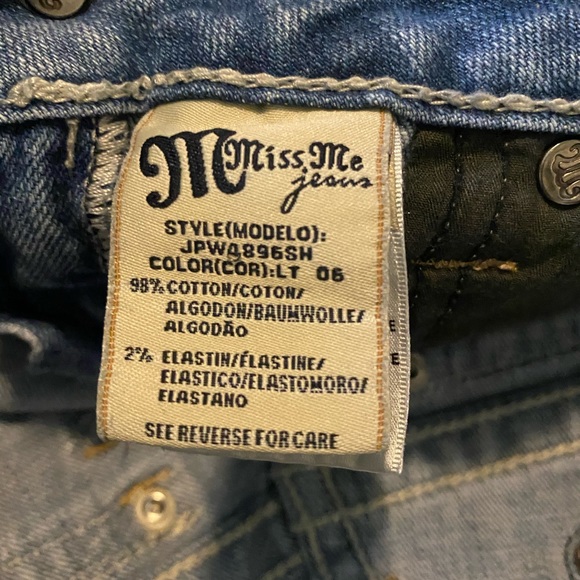 M Miss Me
jeans
STYLE(MODELO):
JPW4896SH
COLOR(CÓR):LT 06
98% COTTON/COTON/
ALGODON/BAUMWOLLE/
ALGODÃO
2% ELASTIN/ÉLASTINE/
ELASTICO/ELASTOMORO/
ELASTANO
SEE REVERSE FOR CARE
E
E